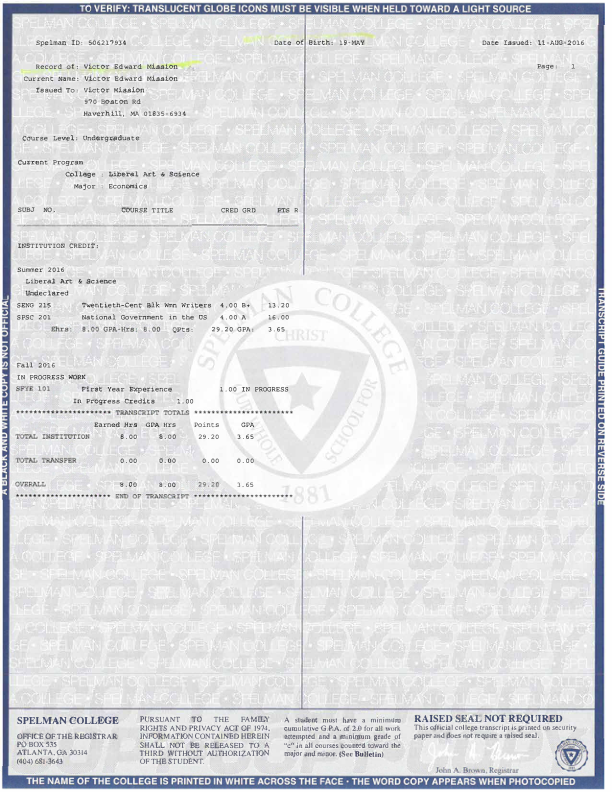 TO VERIFY: TRANSLUCENT GLOBE ICONS MUST BE VISIBLE WHEN HELD TOWARD A LIGHT SOURCE
Spelman ID: 506217934
Date of Birth: 19-MAY
Date Issued: 11-AUG-2016
Record of: Victor Edward Mission
Page: 1
Current Name: Victor Edward Mission
Issued To: Victor Mission
970 Boston Rd
Haverhill, MA 01835-6934
Course Level: Undergraduate
Current Program
College : Liberal Art & Science
Major : Economics
SUBJ NO. COURSE TITLE CRED GRD PTS R
INSTITUTION CREDIT:
Summer 2016
Liberal Art & Science
Undeclared
SENG 215 Twentieth-Cent Blk Wmn Writers 4.00 B+ 13.20
SPSC 201 National Government in the US 4.00 A 16.00
Ehrs: 8.00 GPA-Hrs: 8.00 QPts: 29.20 GPA: 3.65
Fall 2016
IN PROGRESS WORK
SFYE 101 First Year Experience 1.00 IN PROGRESS
In Progress Credits 1.00
********************** TRANSCRIPT TOTALS ***********************
Earned Hrs GPA Hrs Points GPA
TOTAL INSTITUTION 8.00 8.00 29.20 3.65
TOTAL TRANSFER 0.00 0.00 0.00 0.00
OVERALL 8.00 8.00 29.20 3.65
********************** END OF TRANSCRIPT ***********************
SPELMAN COLLEGE
CHRIST
OUR WHOLE SCHOOL FOR
1881
A BLACK AND WHITE COPY IS NOT OFFICIAL
TRANSCRIPT GUIDE PRINTED ON REVERSE SIDE
SPELMAN COLLEGE
OFFICE OF THE REGISTRAR
PO BOX 535
ATLANTA, GA 30314
(404) 681-3643
PURSUANT TO THE FAMILY
RIGHTS AND PRIVACY ACT OF 1974,
INFORMATION CONTAINED HEREIN
SHALL NOT BE RELEASED TO A
THIRD WITHOUT AUTHORIZATION
OF THE STUDENT.
A student must have a minimum
cumulative G.P.A. of 2.0 for all work
attempted and a minimum grade of
"c" in all courses counted toward the
major and minor. (See Bulletin)
RAISED SEAL NOT REQUIRED
This official college transcript is printed on security
paper and does not require a raised seal.
John A. Brown, Registrar
THE NAME OF THE COLLEGE IS PRINTED IN WHITE ACROSS THE FACE • THE WORD COPY APPEARS WHEN PHOTOCOPIED